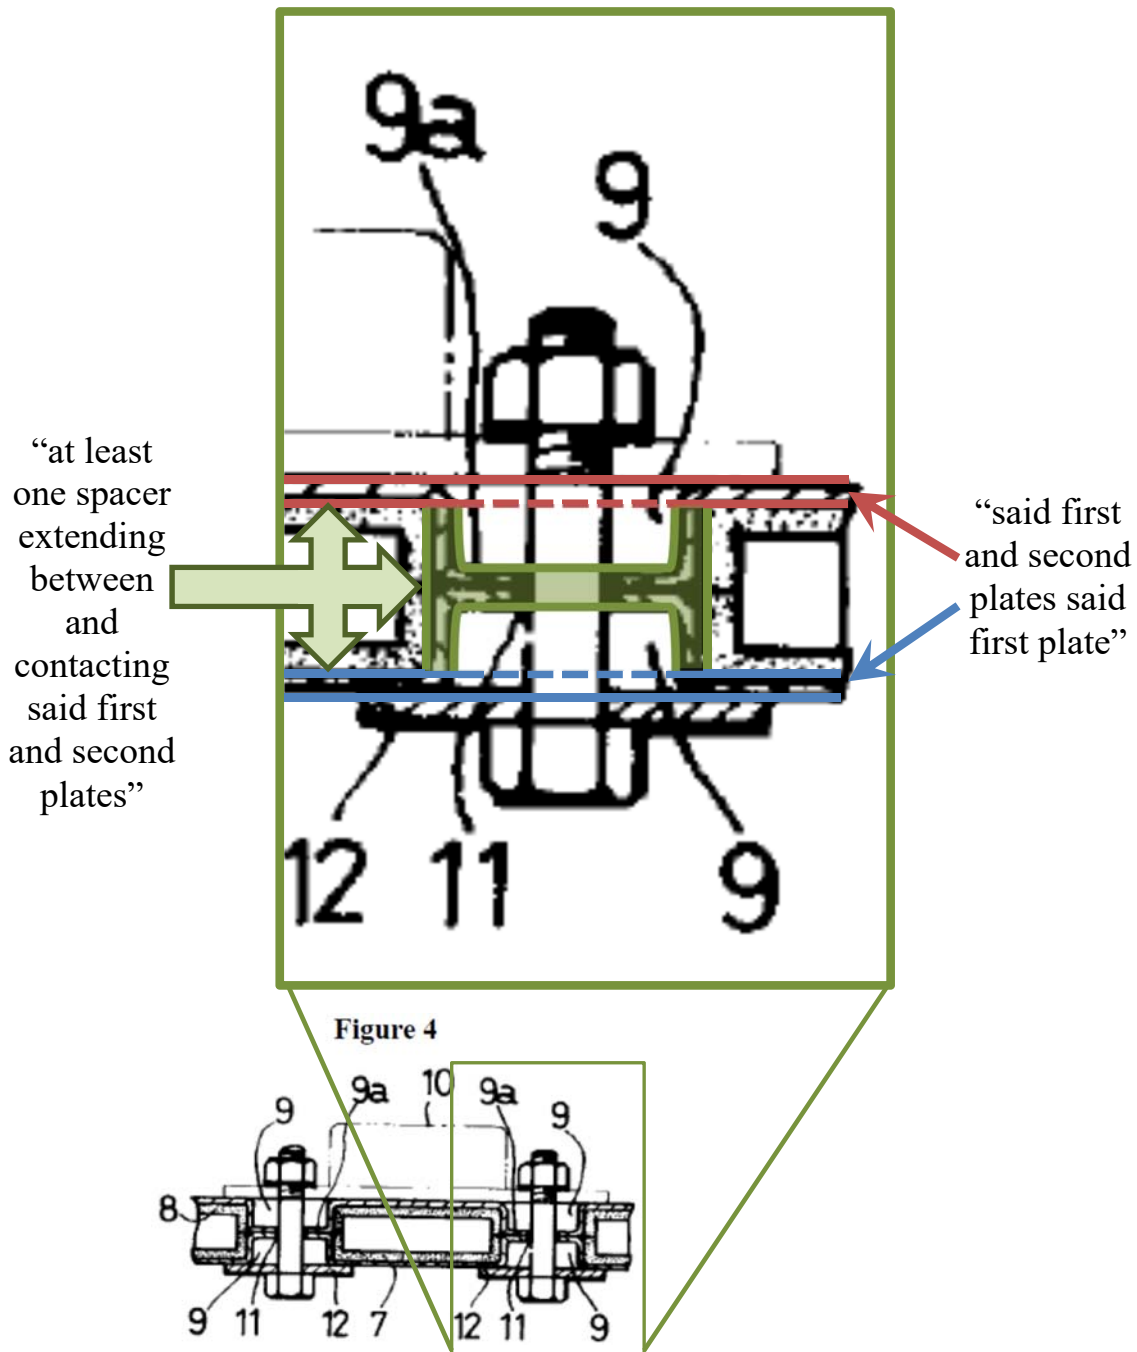 9a
9
“at least
one spacer
extending
between
and
contacting
said first
and second
plates”
“said first
and second
plates said
first plate”
12 11 9
Figure 4
9 9a 10 9a 9
8
9 11 12 7 12 11 9